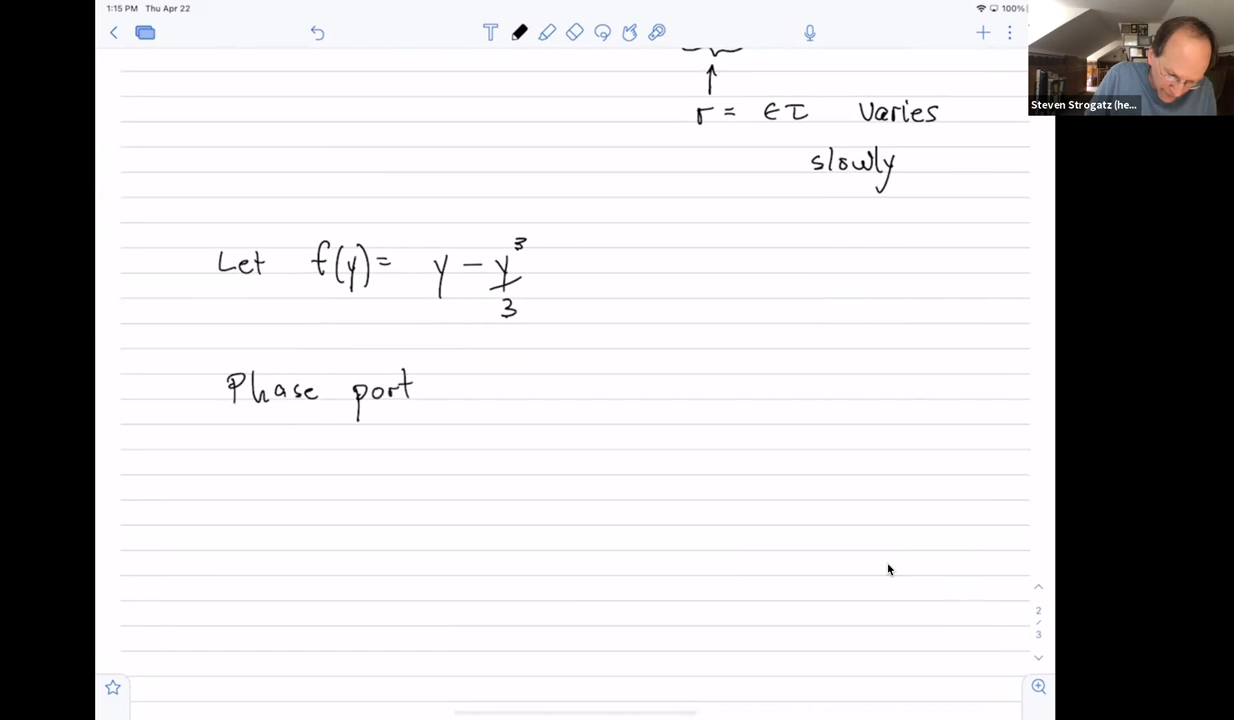 1:15 PM Thu Apr 22
100%
T
r = ετ varies
slowly
Steven Strogatz (he...
Let f(y) = y - y³/3
Phase port
2
/
3